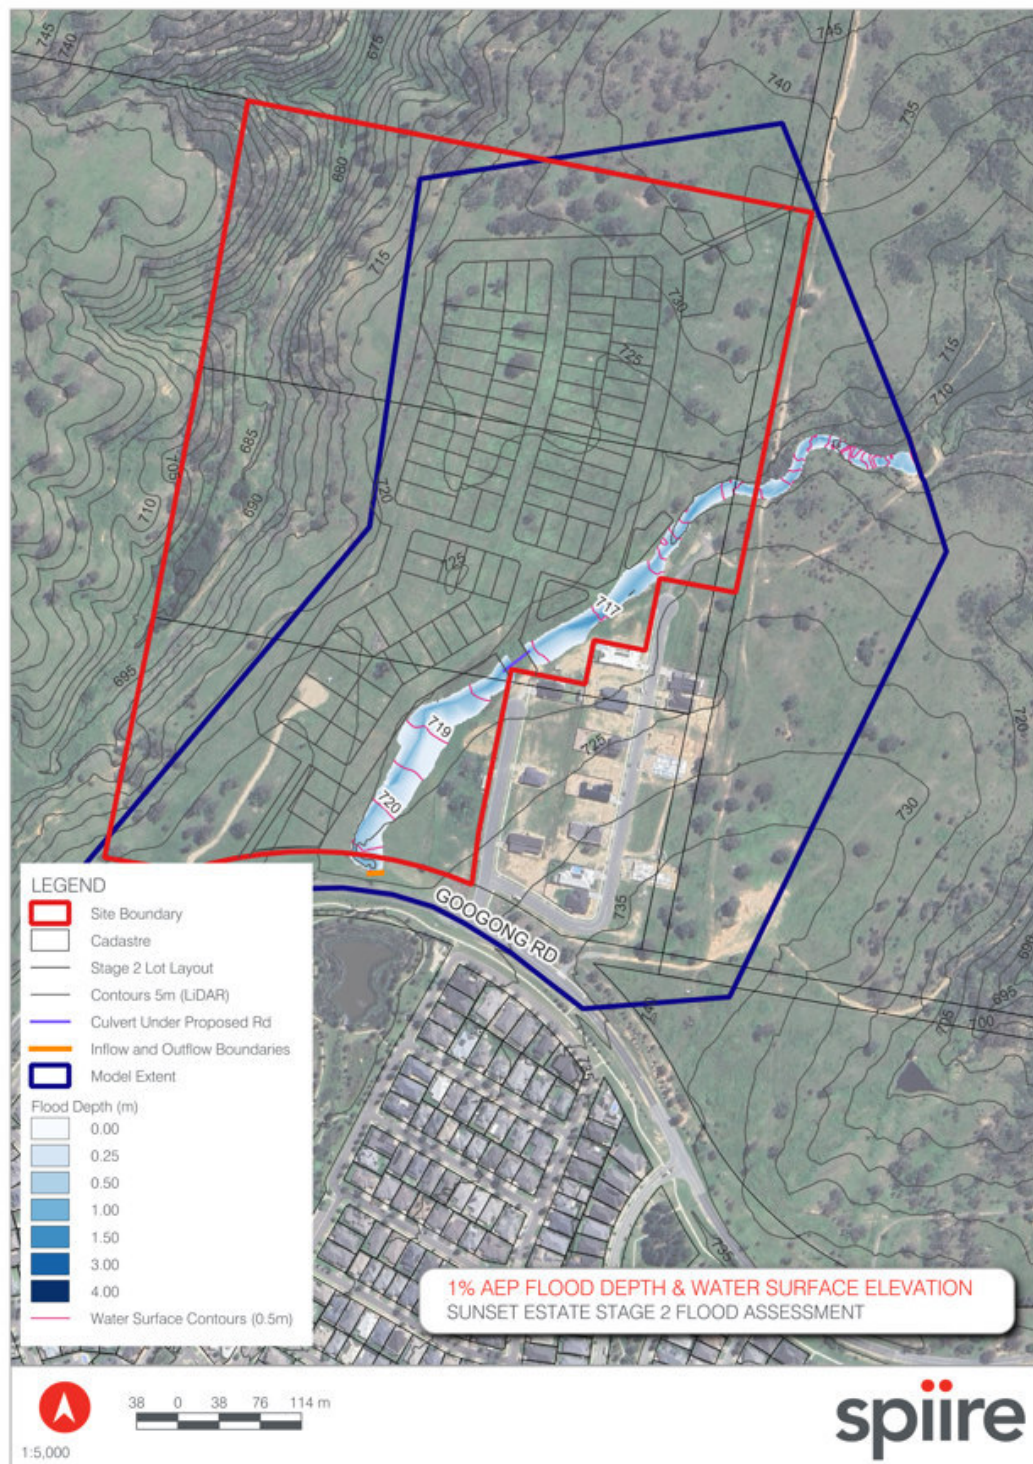 745
740
675
745
740
735
680
715
730
725
715
710
685
705
710
690
720
725
717
695
719
725
720
720
730
735
GOOGONG RD
695
700
705
725
735
LEGEND
Site Boundary
Cadastre
Stage 2 Lot Layout
Contours 5m (LiDAR)
Culvert Under Proposed Rd
Inflow and Outflow Boundaries
Model Extent
Flood Depth (m)
0.00
0.25
0.50
1.00
1.50
3.00
4.00
Water Surface Contours (0.5m)
1% AEP FLOOD DEPTH & WATER SURFACE ELEVATION
SUNSET ESTATE STAGE 2 FLOOD ASSESSMENT
38 0 38 76 114 m
1:5,000
spiire